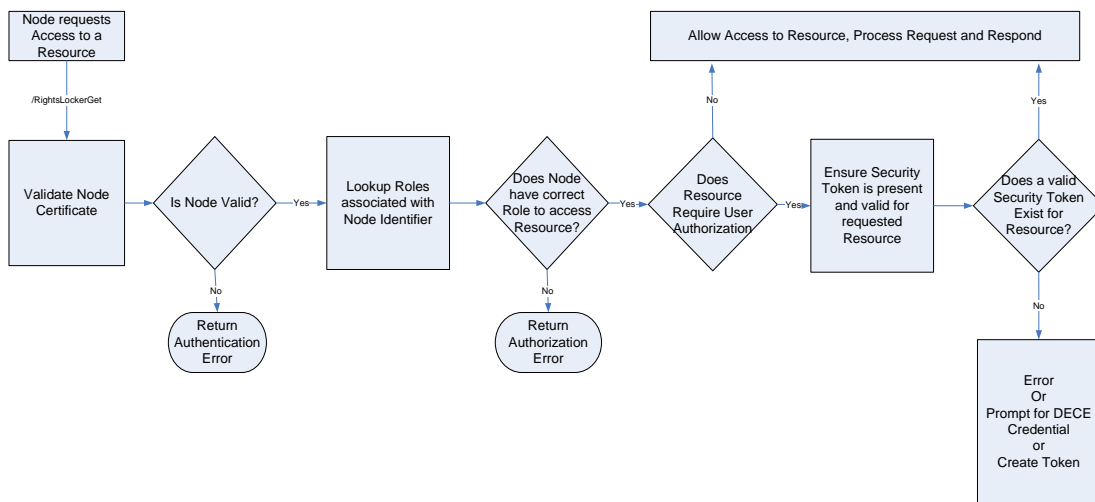 Node requests
Access to a
Resource
Allow Access to Resource, Process Request and Respond
/RightsLockerGet
No
Yes
Validate Node
Certificate
Is Node Valid?
Yes
Lookup Roles
associated with
Node Identifier
Does Node
have correct
Role to access
Resource?
Yes
Does
Resource
Require User
Authorization
Yes
Ensure Security
Token is present
and valid for
requested
Resource
Does a valid
Security Token
Exist for
Resource?
No
No
No
Return
Authentication
Error
Return
Authorization
Error
Error
Or
Prompt for DECE
Credential
or
Create Token